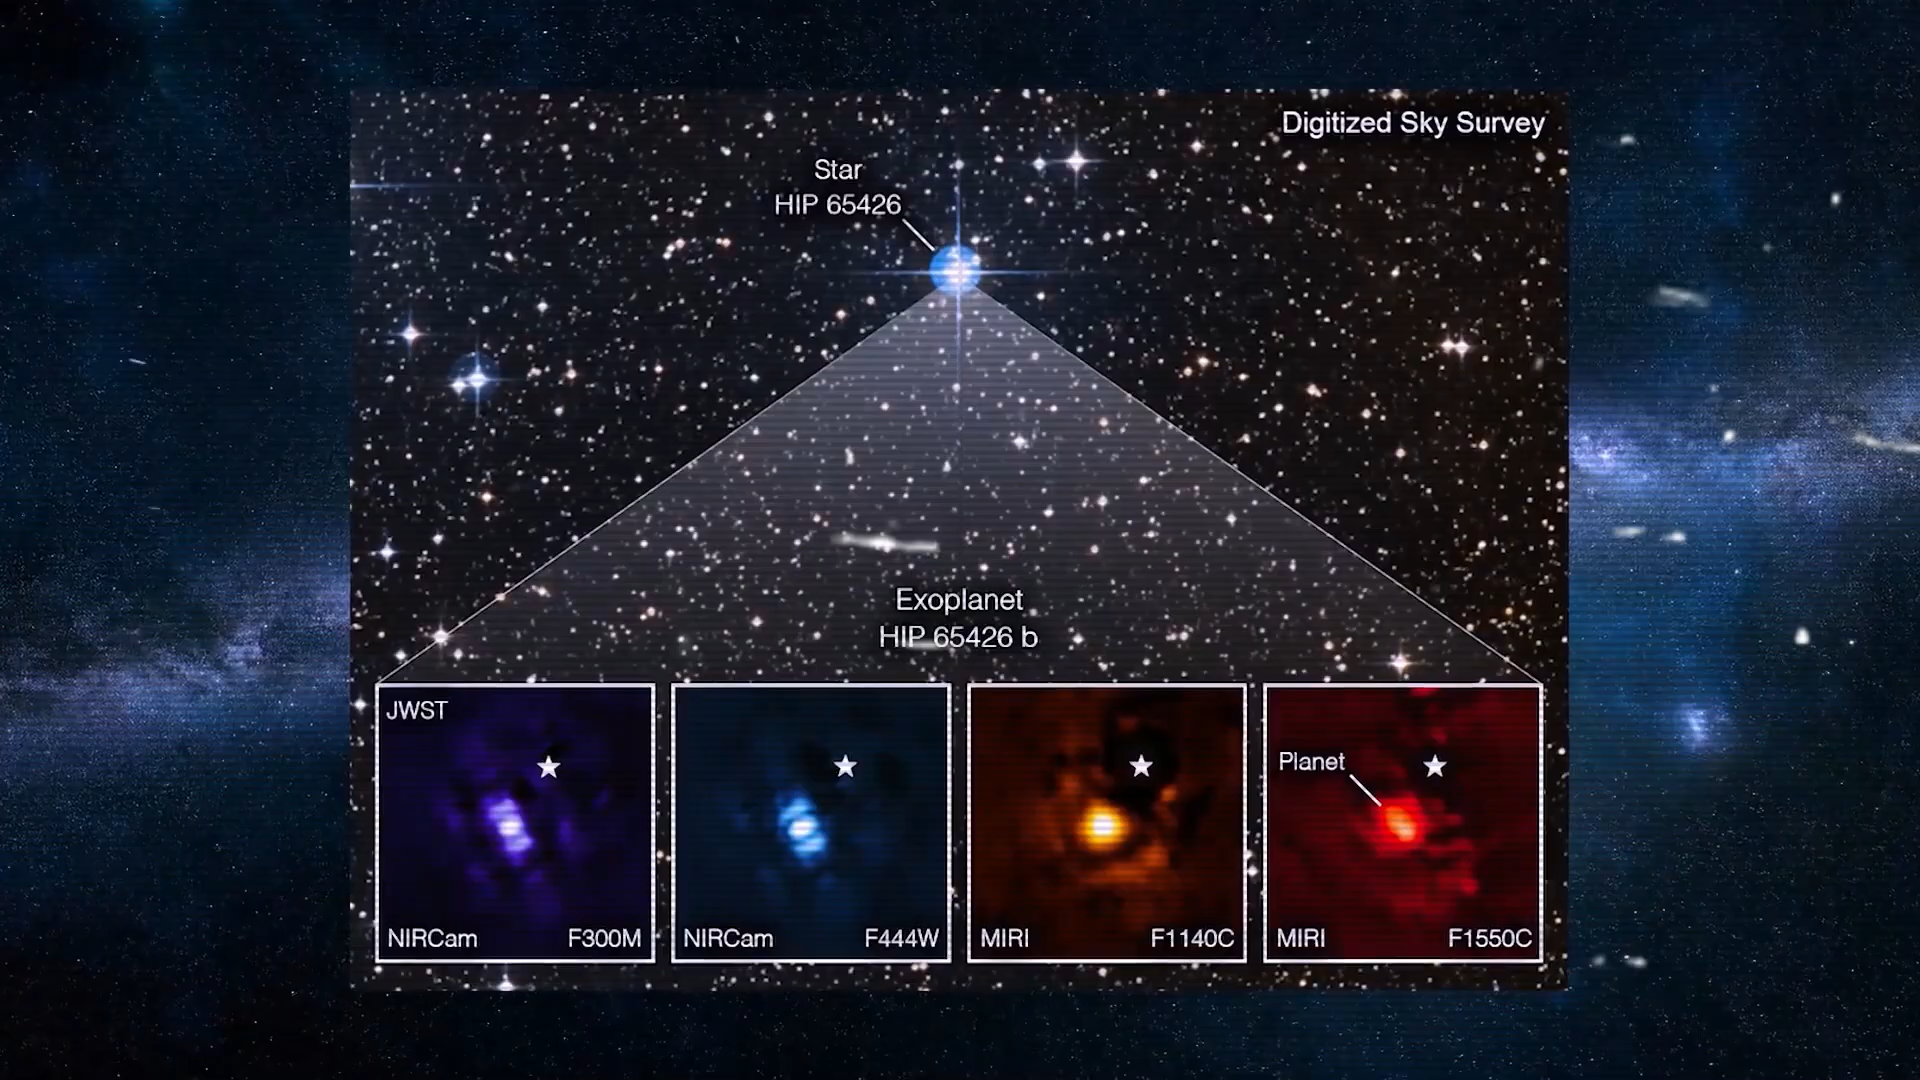 Digitized Sky Survey
Star
HIP 65426
Exoplanet
HIP 65426 b
JWST
NIRCam F300M
NIRCam F444W
MIRI F1140C
Planet
MIRI F1550C